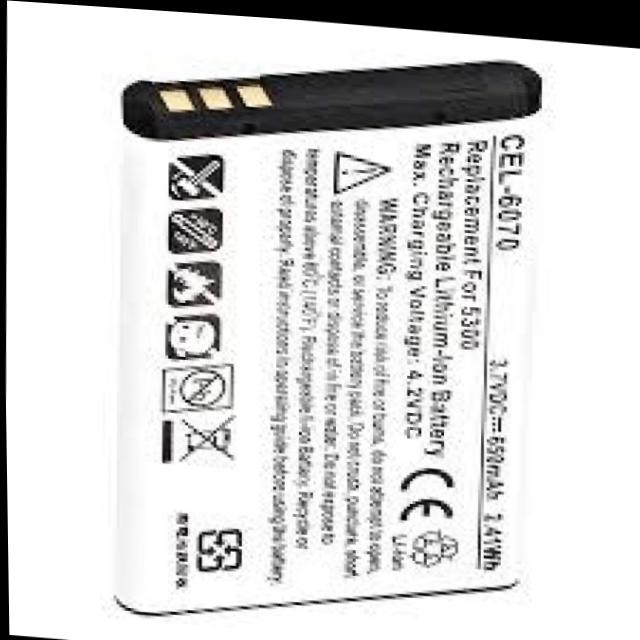 CEL-6070 3.7VDC 650mAh 2.41Wh
Replacement For 5300
Rechargeable Lithium-Ion Battery
Max. Charging Voltage: 4.2VDC
CE
Li-Ion
WARNING: To reduce risk of fire or burns, do not attempt to open,
disassemble, or service the battery pack. Do not crush, puncture, short
external contacts or dispose of in fire or water. Do not expose to
temperatures above 60°C (140°F). Rechargeable li-ion Battery. Recycle or
dispose of properly. Read instructions in operating guide before using the battery.